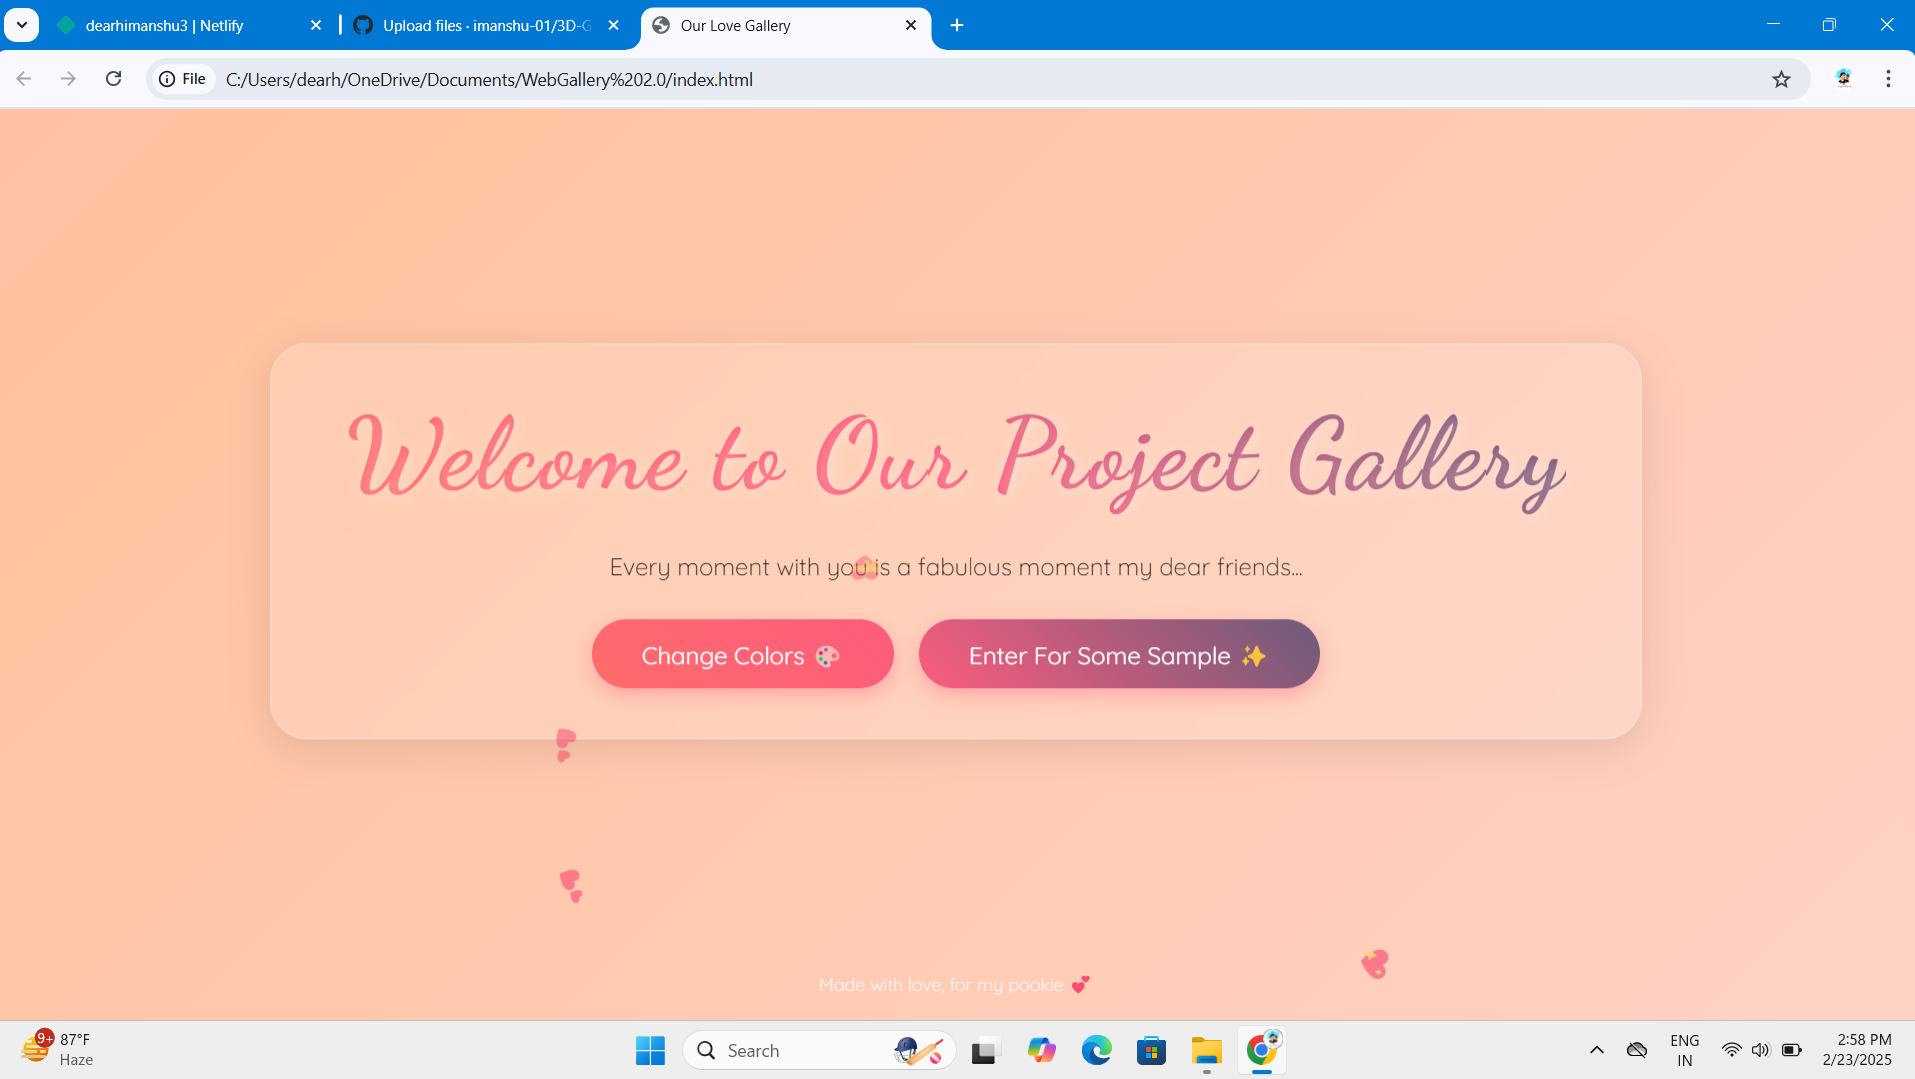 dearhimanshu3 | Netlify
Upload files · imanshu-01/3D-G
Our Love Gallery
File
C:/Users/dearh/OneDrive/Documents/WebGallery%202.0/index.html
Welcome to Our Project Gallery
Every moment with you is a fabulous moment my dear friends...
Change Colors 🎨
Enter For Some Sample ✨
Made with love, for my pookie 💕
9+
87°F
Haze
Search
ENG
IN
2:58 PM
2/23/2025